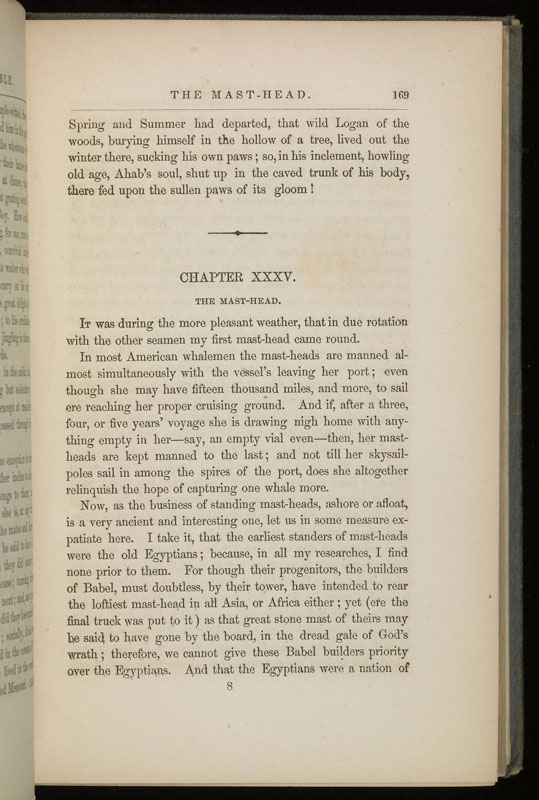 THE MAST-HEAD. 169
Spring and Summer had departed, that wild Logan of the
woods, burying himself in the hollow of a tree, lived out the
winter there, sucking his own paws; so, in his inclement, howling
old age, Ahab's soul, shut up in the caved trunk of his body,
there fed upon the sullen paws of its gloom!
CHAPTER XXXV.
THE MAST-HEAD.
IT was during the more pleasant weather, that in due rotation
with the other seamen my first mast-head came round.
In most American whalemen the mast-heads are manned al-
most simultaneously with the vessel's leaving her port; even
though she may have fifteen thousand miles, and more, to sail
ere reaching her proper cruising ground. And if, after a three,
four, or five years' voyage she is drawing nigh home with any-
thing empty in her—say, an empty vial even—then, her mast-
heads are kept manned to the last; and not till her skysail-
poles sail in among the spires of the port, does she altogether
relinquish the hope of capturing one whale more.
Now, as the business of standing mast-heads, ashore or afloat,
is a very ancient and interesting one, let us in some measure ex-
patiate here. I take it, that the earliest standers of mast-heads
were the old Egyptians; because, in all my researches, I find
none prior to them. For though their progenitors, the builders
of Babel, must doubtless, by their tower, have intended to rear
the loftiest mast-head in all Asia, or Africa either; yet (ere the
final truck was put to it) as that great stone mast of theirs may
be said to have gone by the board, in the dread gale of God's
wrath; therefore, we cannot give these Babel builders priority
over the Egyptians. And that the Egyptians were a nation of
8